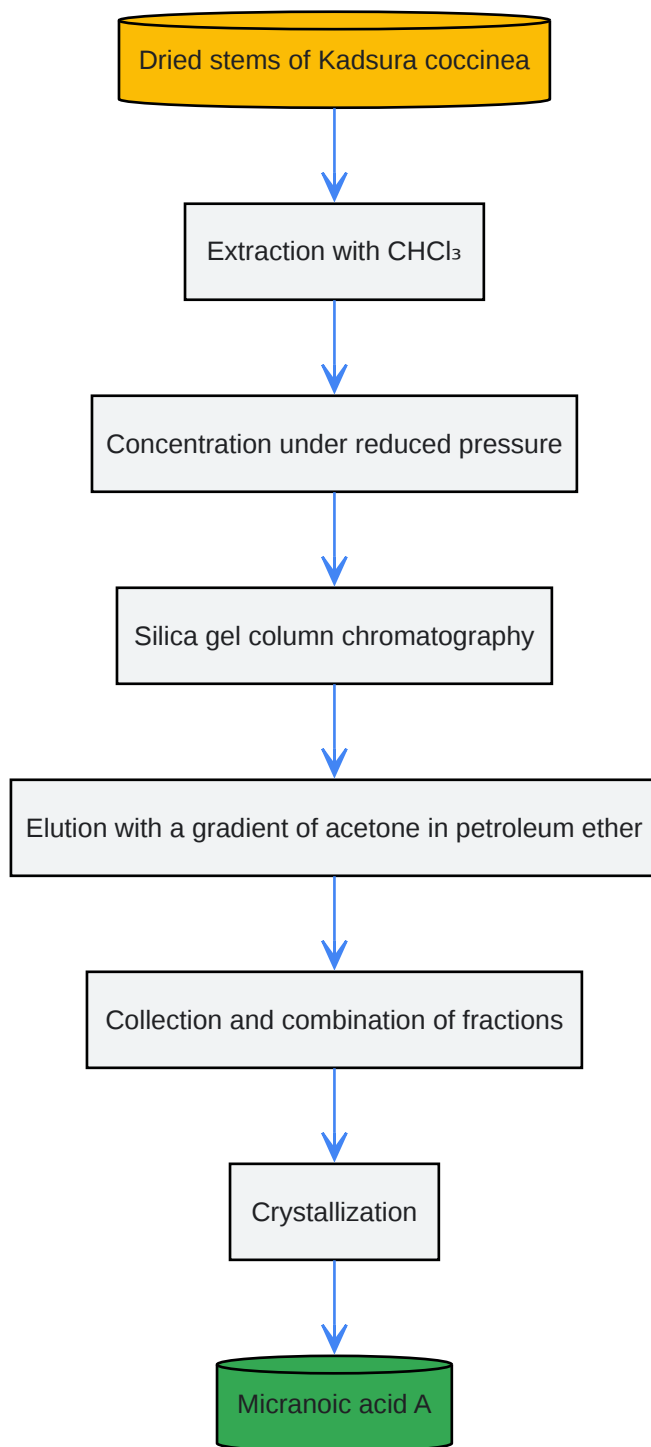 Dried stems of Kadsura coccinea
Extraction with CHCl₃
Concentration under reduced pressure
Silica gel column chromatography
Elution with a gradient of acetone in petroleum ether
Collection and combination of fractions
Crystallization
Micranoic acid A